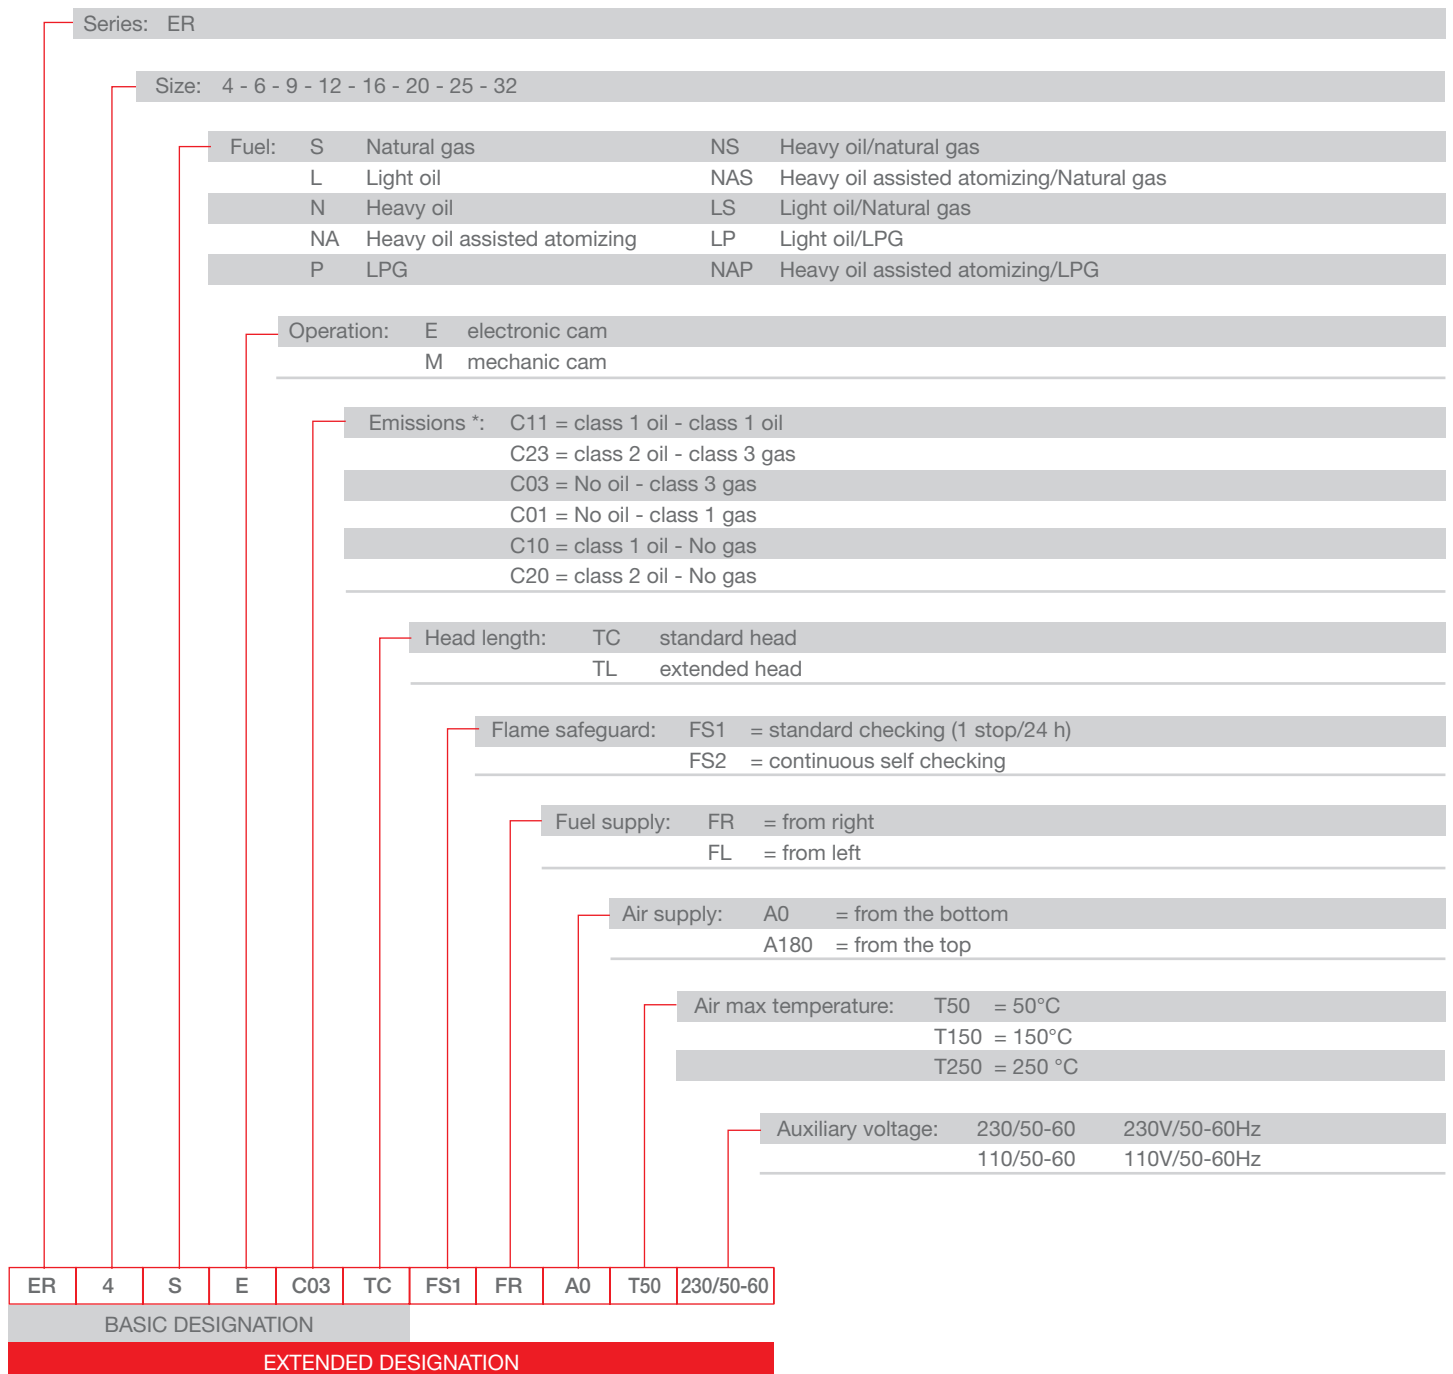 Series: ER
Size: 4 - 6 - 9 - 12 - 16 - 20 - 25 - 32
Fuel: S Natural gas NS Heavy oil/natural gas
L Light oil NAS Heavy oil assisted atomizing/Natural gas
N Heavy oil LS Light oil/Natural gas
NA Heavy oil assisted atomizing LP Light oil/LPG
P LPG NAP Heavy oil assisted atomizing/LPG
Operation: E electronic cam
M mechanic cam
Emissions *: C11 = class 1 oil - class 1 oil
C23 = class 2 oil - class 3 gas
C03 = No oil - class 3 gas
C01 = No oil - class 1 gas
C10 = class 1 oil - No gas
C20 = class 2 oil - No gas
Head length: TC standard head
TL extended head
Flame safeguard: FS1 = standard checking (1 stop/24 h)
FS2 = continuous self checking
Fuel supply: FR = from right
FL = from left
Air supply: A0 = from the bottom
A180 = from the top
Air max temperature: T50 = 50°C
T150 = 150°C
T250 = 250 °C
Auxiliary voltage: 230/50-60 230V/50-60Hz
110/50-60 110V/50-60Hz
ER 4 S E C03 TC FS1 FR A0 T50 230/50-60
BASIC DESIGNATION
EXTENDED DESIGNATION